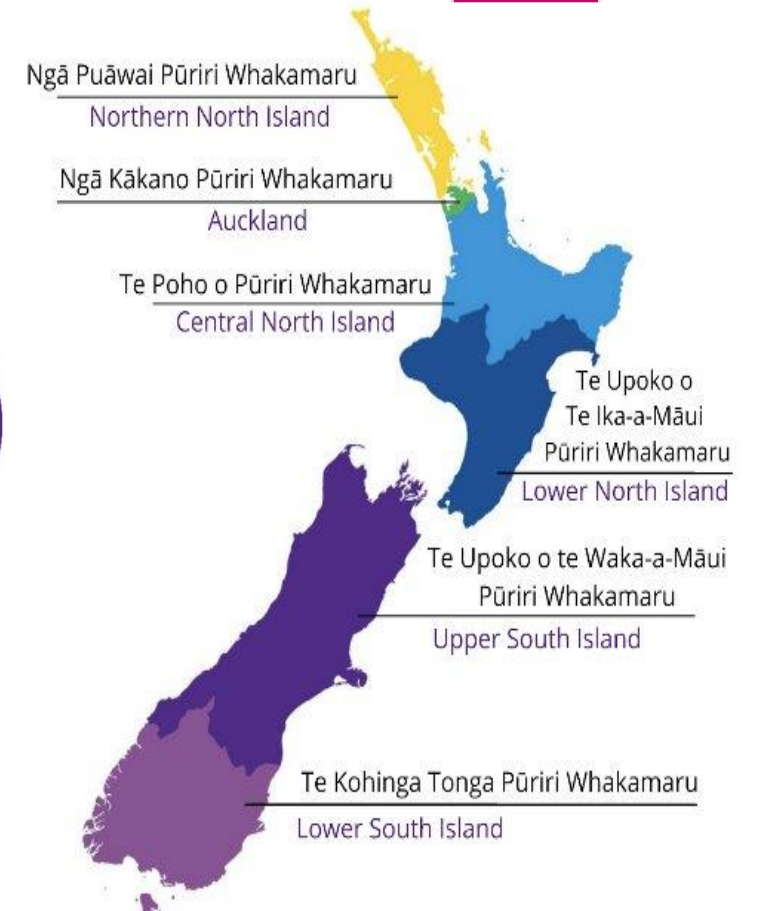 Ngā Puāwai Pūriri Whakamaru
Northern North Island
Ngā Kākano Pūriri Whakamaru
Auckland
Te Poho o Pūriri Whakamaru
Central North Island
Te Upoko o
Te Ika-a-Māui
Pūriri Whakamaru
Lower North Island
Te Upoko o te Waka-a-Māui
Pūriri Whakamaru
Upper South Island
Te Kohinga Tonga Pūriri Whakamaru
Lower South Island